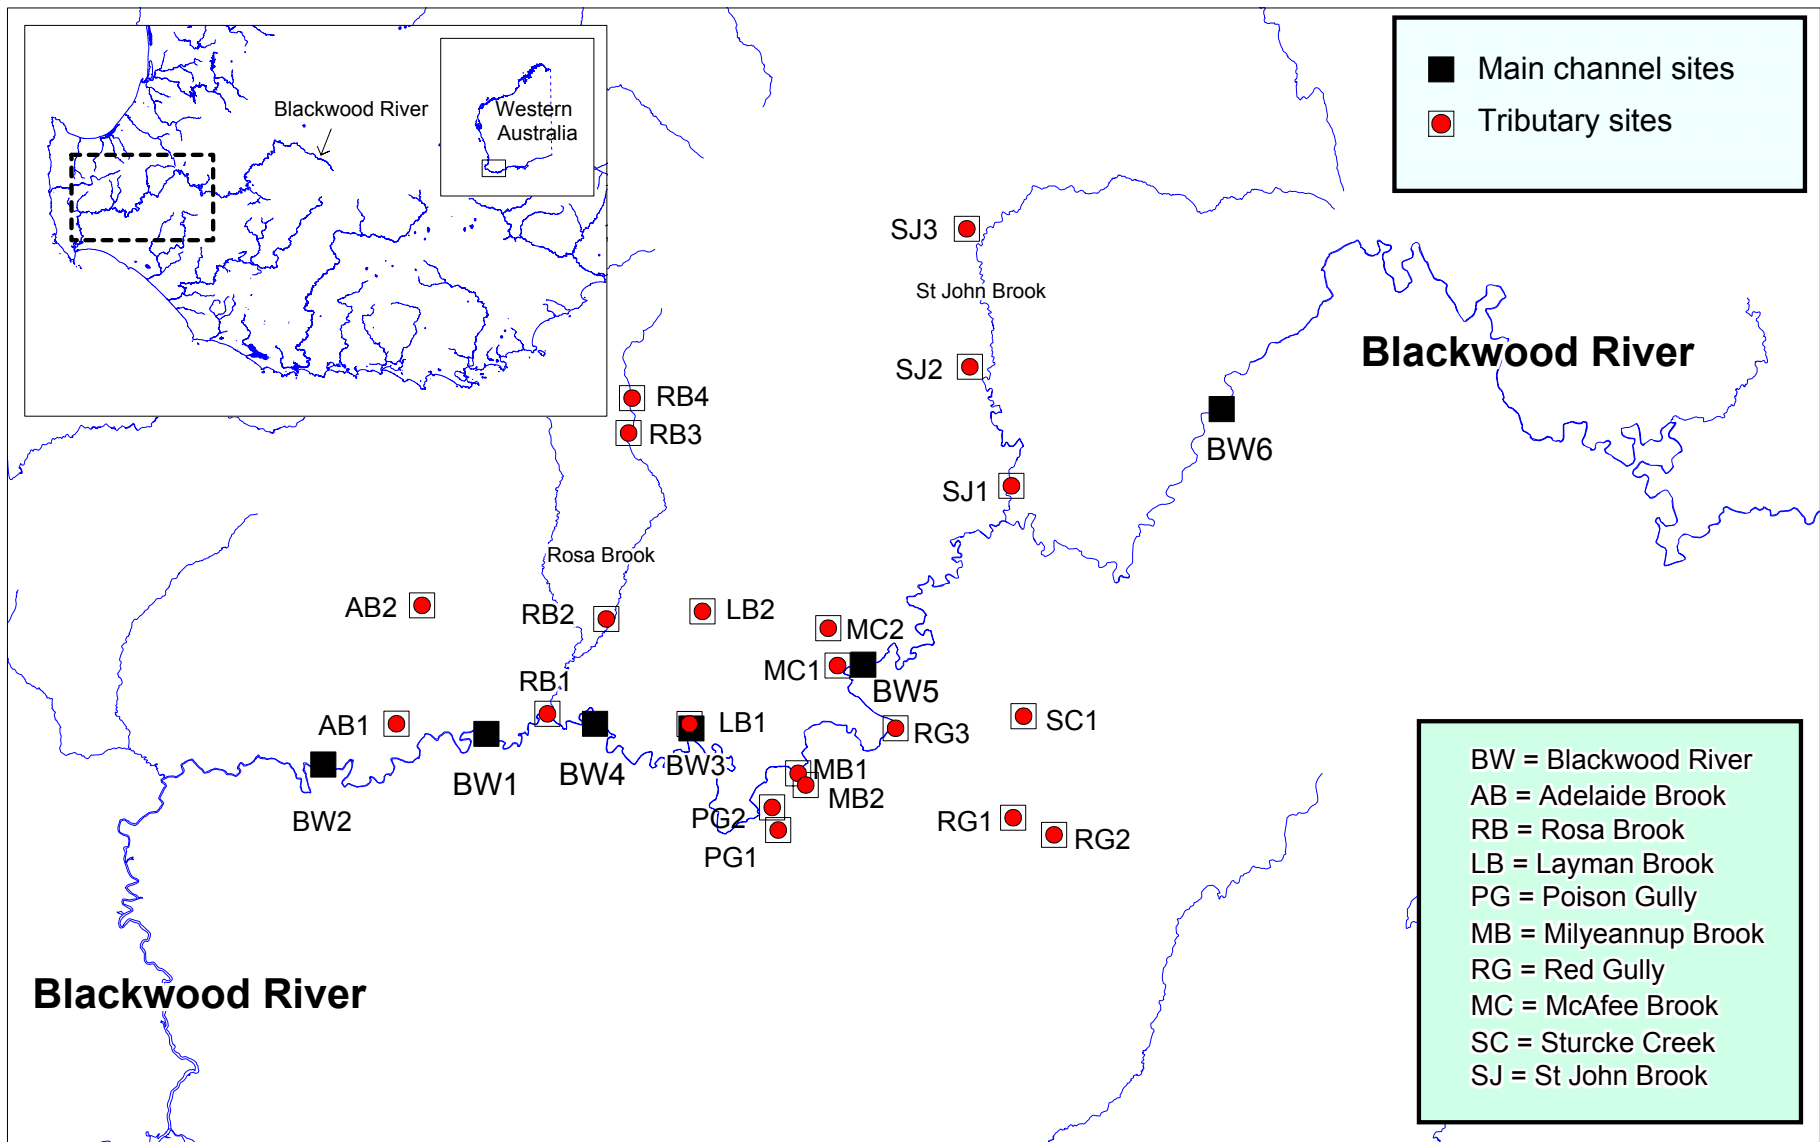 Blackwood River
Western
Australia
Main channel sites
Tributary sites
SJ3
St John Brook
Blackwood River
SJ2
RB4
RB3
BW6
SJ1
Rosa Brook
AB2
RB2
LB2
MC2
MC1
BW5
RB1
AB1
LB1
SC1
RG3
BW1
BW4
BW3
MB1
MB2
BW2
PG2
RG1
RG2
PG1
BW = Blackwood River
AB = Adelaide Brook
RB = Rosa Brook
LB = Layman Brook
PG = Poison Gully
MB = Milyeannup Brook
RG = Red Gully
MC = McAfee Brook
SC = Sturcke Creek
SJ = St John Brook
Blackwood River